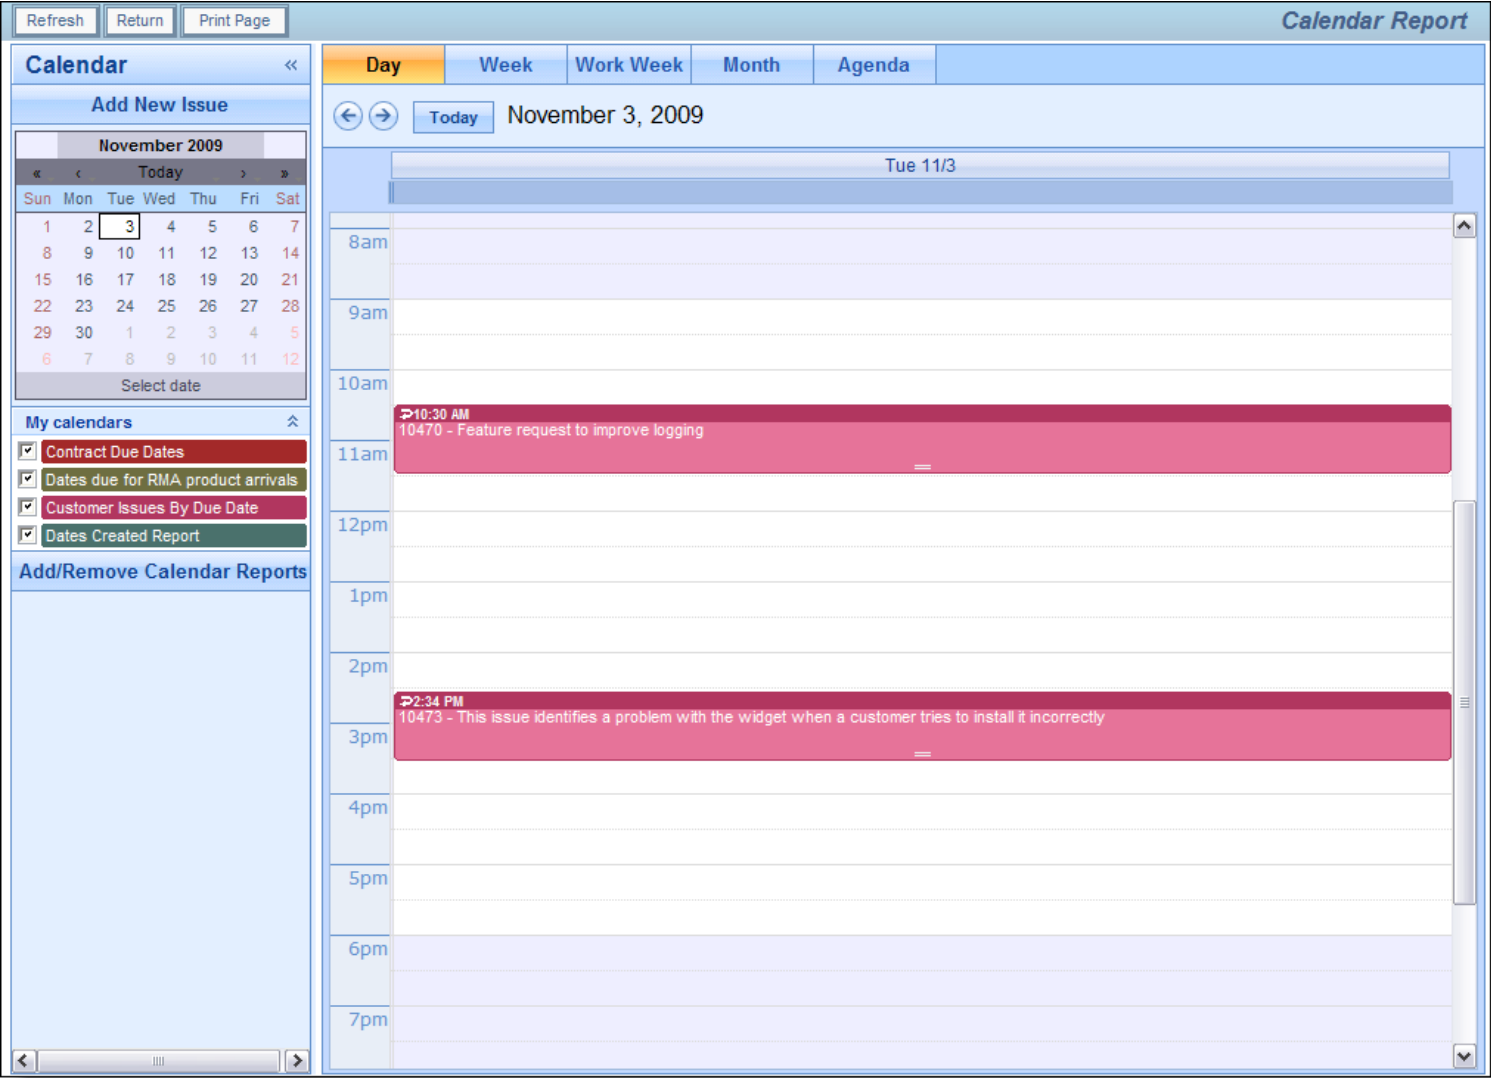 Refresh Return Print Page Calendar Report
Calendar «
Add New Issue
November 2009
« ‹ Today › »
Sun Mon Tue Wed Thu Fri Sat
1 2 3 4 5 6 7
8 9 10 11 12 13 14
15 16 17 18 19 20 21
22 23 24 25 26 27 28
29 30 1 2 3 4 5
6 7 8 9 10 11 12
Select date
My calendars
Contract Due Dates
Dates due for RMA product arrivals
Customer Issues By Due Date
Dates Created Report
Add/Remove Calendar Reports
Day Week Work Week Month Agenda
Today November 3, 2009
Tue 11/3
8am
9am
10am
10:30 AM
10470 - Feature request to improve logging
11am
12pm
1pm
2pm
2:34 PM
10473 - This issue identifies a problem with the widget when a customer tries to install it incorrectly
3pm
4pm
5pm
6pm
7pm